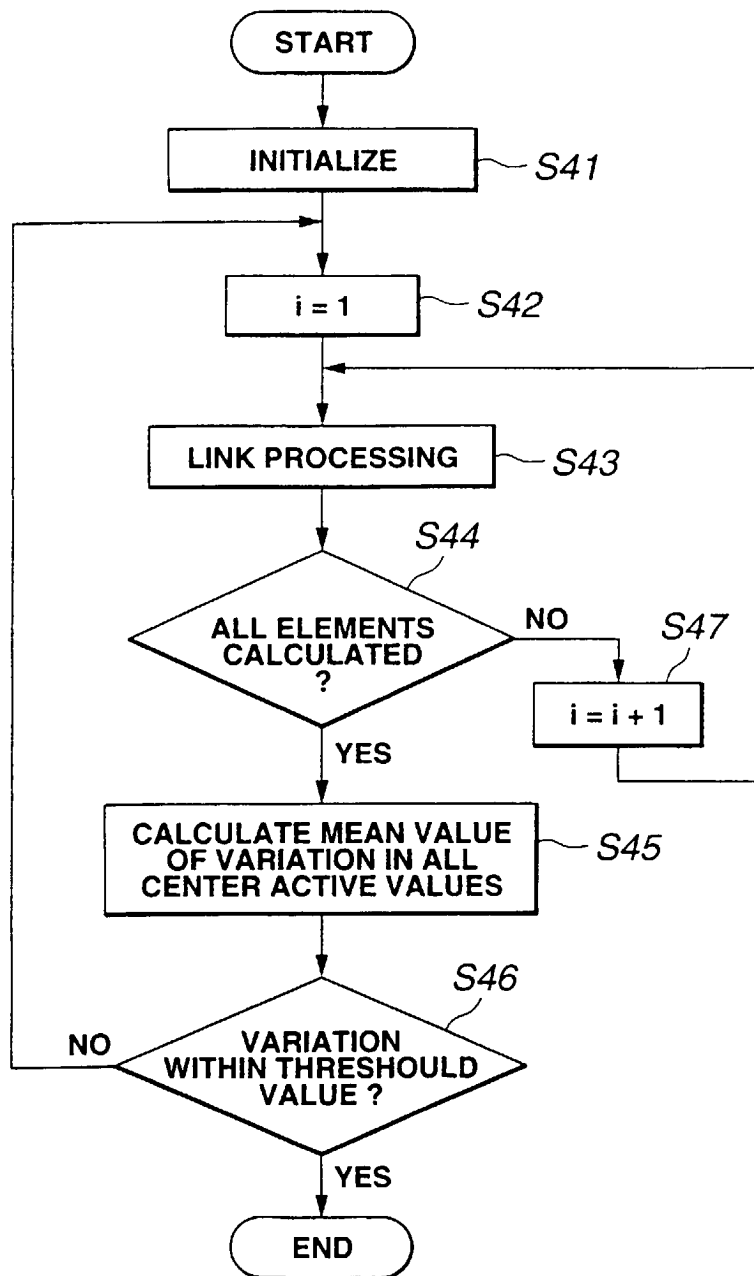 START
INITIALIZE
S41
i = 1
S42
LINK PROCESSING
S43
S44
ALL ELEMENTS
CALCULATED
?
NO
S47
i = i + 1
YES
CALCULATE MEAN VALUE
OF VARIATION IN ALL
CENTER ACTIVE VALUES
S45
S46
NO
VARIATION
WITHIN THRESHOULD
VALUE ?
YES
END